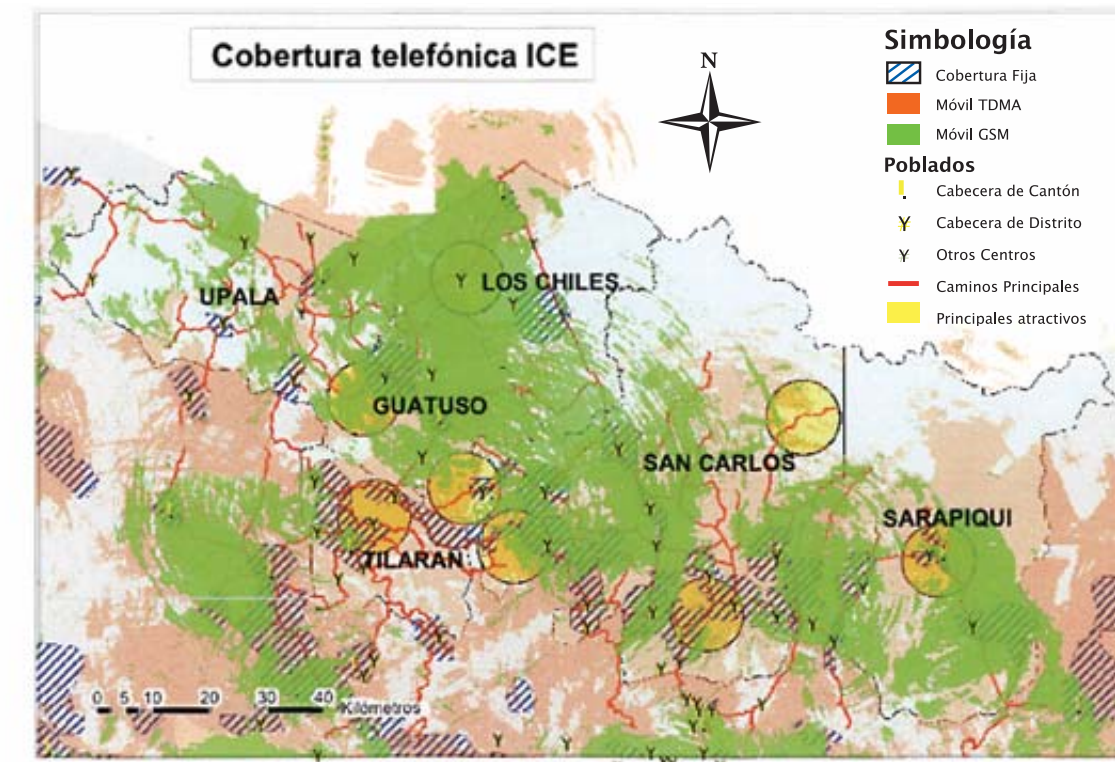 Cobertura telefónica ICE
N
Simbología
Cobertura Fija
Móvil TDMA
Móvil GSM
Poblados
Cabecera de Cantón
Cabecera de Distrito
Otros Centros
Caminos Principales
Principales atractivos
UPALA
LOS CHILES
GUATUSO
SAN CARLOS
SARAPIQUI
TILARAN
0 5 10 20 30 40 Kilómetros